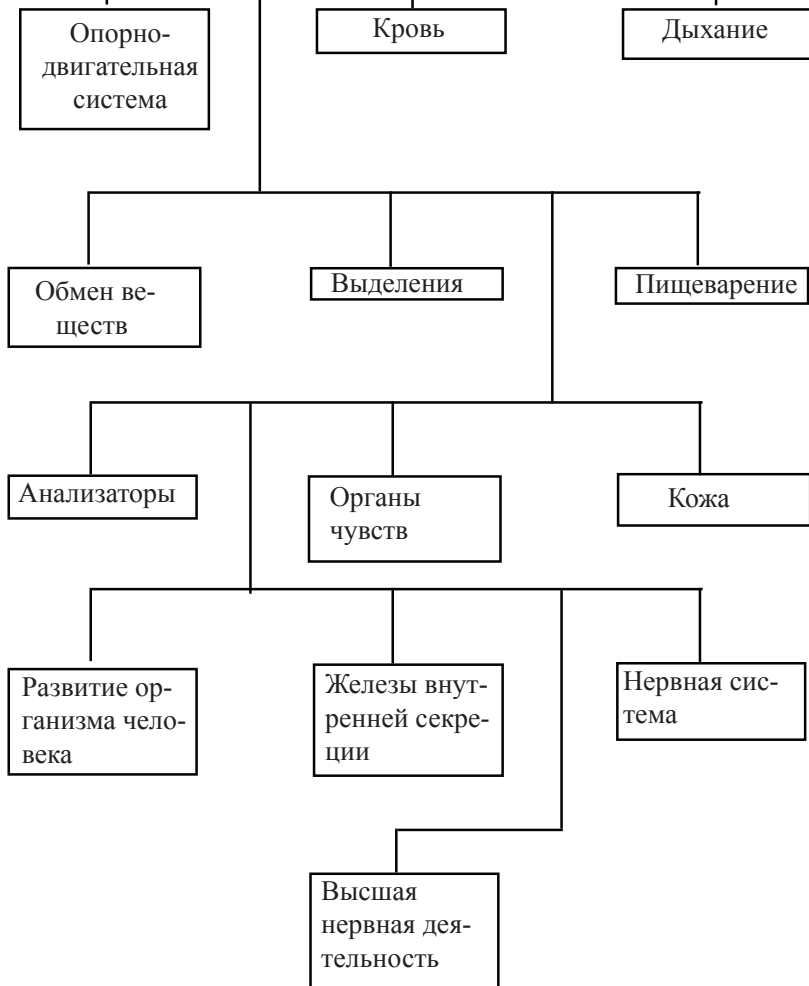 Опорно-
двигательная
система
Кровь
Дыхание
Обмен ве-
ществ
Выделения
Пищеварение
Анализаторы
Органы
чувств
Кожа
Развитие ор-
ганизма чело-
века
Железы внут-
ренней секре-
ции
Нервная сис-
тема
Высшая
нервная дея-
тельность